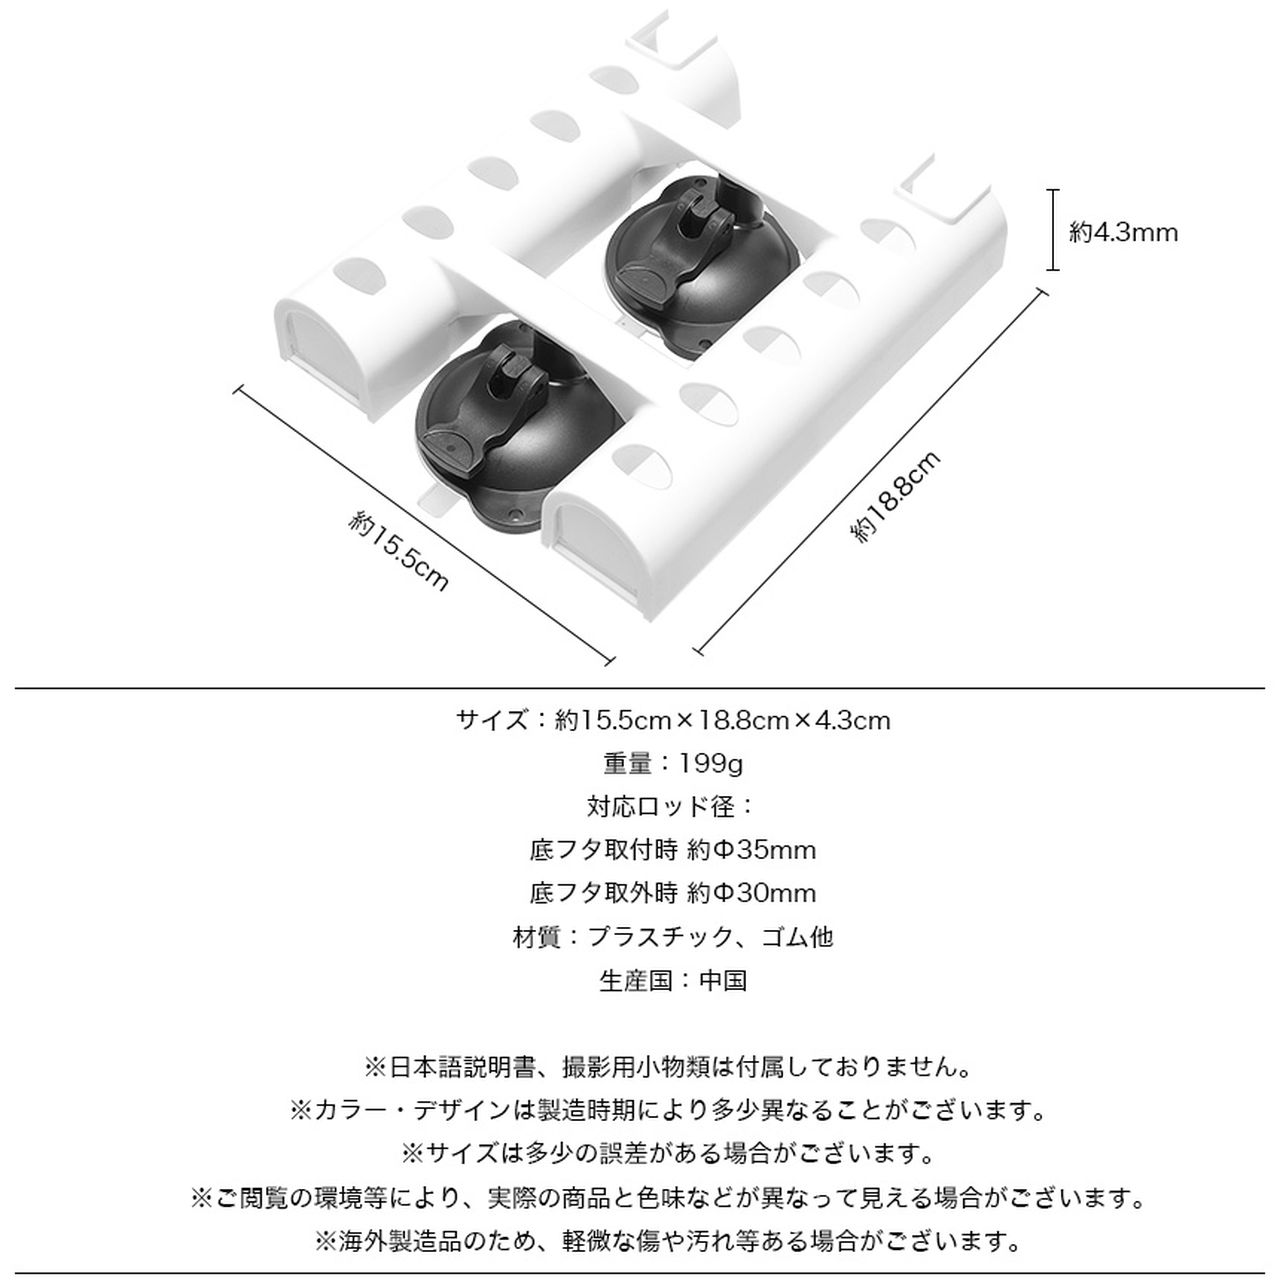 約4.3mm
約18.8cm
約15.5cm
サイズ：約15.5cm×18.8cm×4.3cm
重量：199g
対応ロッド径：
底フタ取付時 約Φ35mm
底フタ取外時 約Φ30mm
材質：プラスチック、ゴム他
生産国：中国
※日本語説明書、撮影用小物類は付属しておりません。
※カラー・デザインは製造時期により多少異なることがございます。
※サイズは多少の誤差がある場合がございます。
※ご閲覧の環境等により、実際の商品と色味などが異なって見える場合がございます。
※海外製造品のため、軽微な傷や汚れ等ある場合がございます。